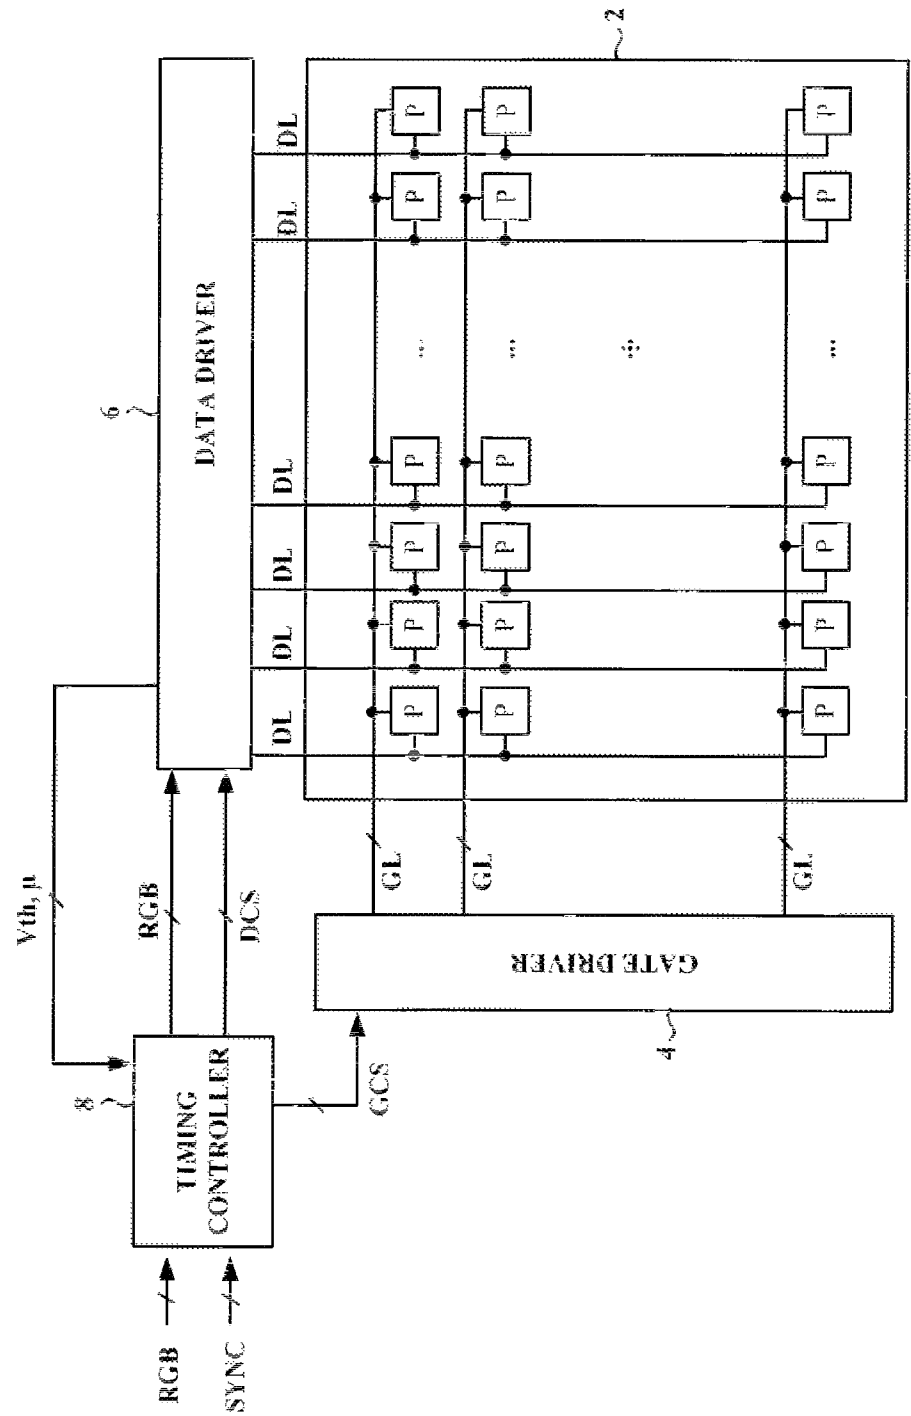 Vth, μ
6
DATA DRIVER
RGB
SYNC
8
TIMING
CONTROLLER
RGB
DCS
DL
DL
DL
DL
...
DL
DL
2
GCS
4
GATE DRIVER
GL
P
P
P
P
...
P
P
GL
P
P
P
P
...
P
P
GL
P
P
P
P
...
P
P